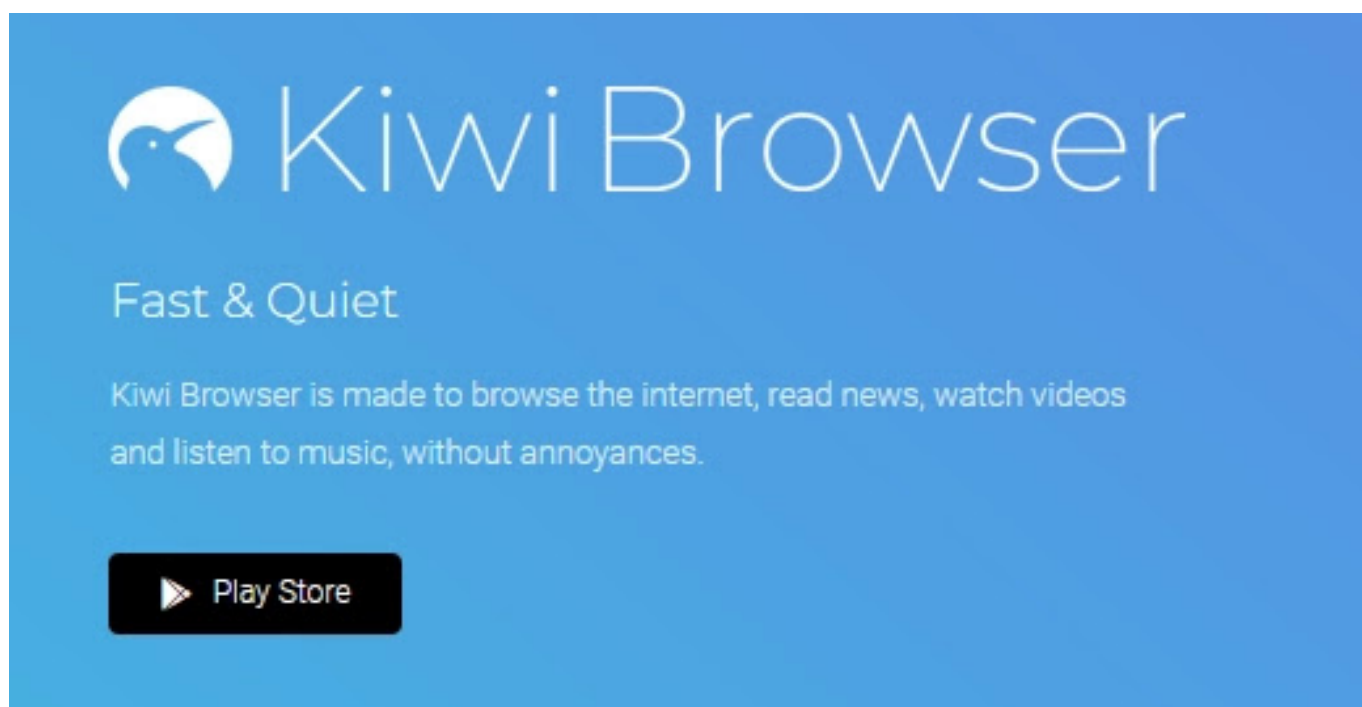 Kiwi Browser
Fast & Quiet
Kiwi Browser is made to browse the internet, read news, watch videos
and listen to music, without annoyances.
Play Store